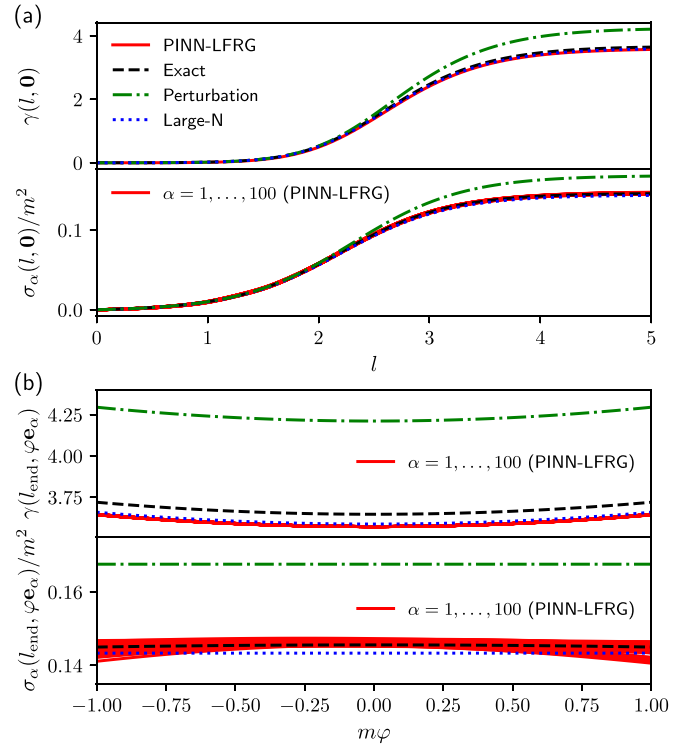 (a)
γ(l, 0)
4
2
0
PINN-LFRG
Exact
Perturbation
Large-N
σα(l, 0)/m²
0.1
0.0
α = 1, . . . , 100 (PINN-LFRG)
0 1 2 3 4 5
l
(b)
γ(lend, φeα)
4.25
4.00
3.75
α = 1, . . . , 100 (PINN-LFRG)
σα(lend, φeα)/m²
0.16
0.14
α = 1, . . . , 100 (PINN-LFRG)
−1.00 −0.75 −0.50 −0.25 0.00 0.25 0.50 0.75 1.00
mφ